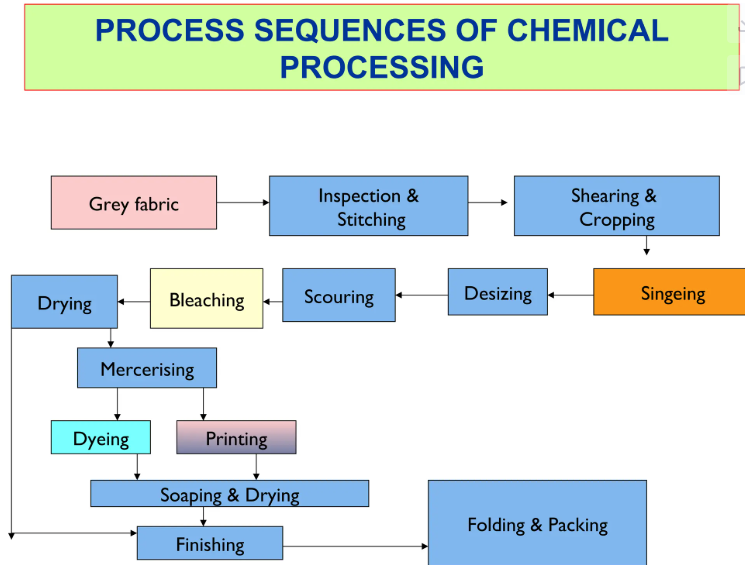 PROCESS SEQUENCES OF CHEMICAL
PROCESSING
Grey fabric
Inspection &
Stitching
Shearing &
Cropping
Drying
Bleaching
Scouring
Desizing
Singeing
Mercerising
Dyeing
Printing
Soaping & Drying
Folding & Packing
Finishing